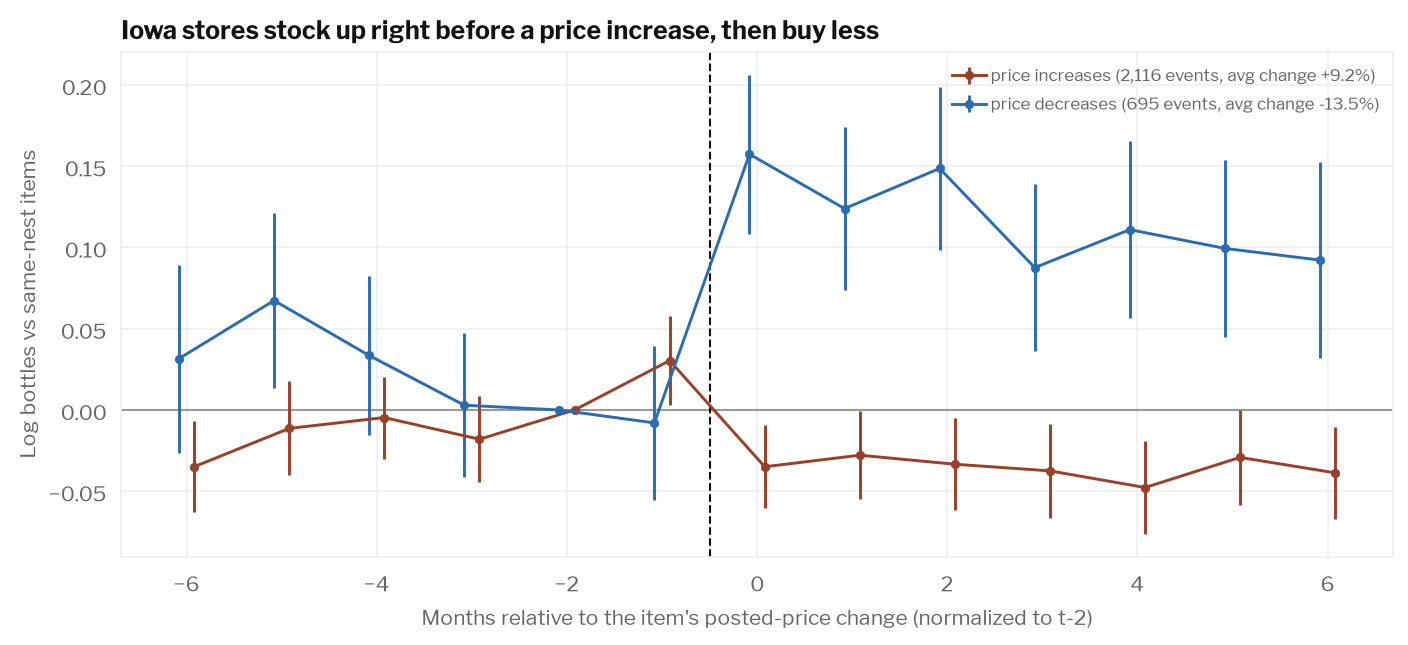 Iowa stores stock up right before a price increase, then buy less
price increases (2,116 events, avg change +9.2%)
price decreases (695 events, avg change -13.5%)
Log bottles vs same-nest items
0.20
0.15
0.10
0.05
0.00
−0.05
−6 −4 −2 0 2 4 6
Months relative to the item's posted-price change (normalized to t-2)